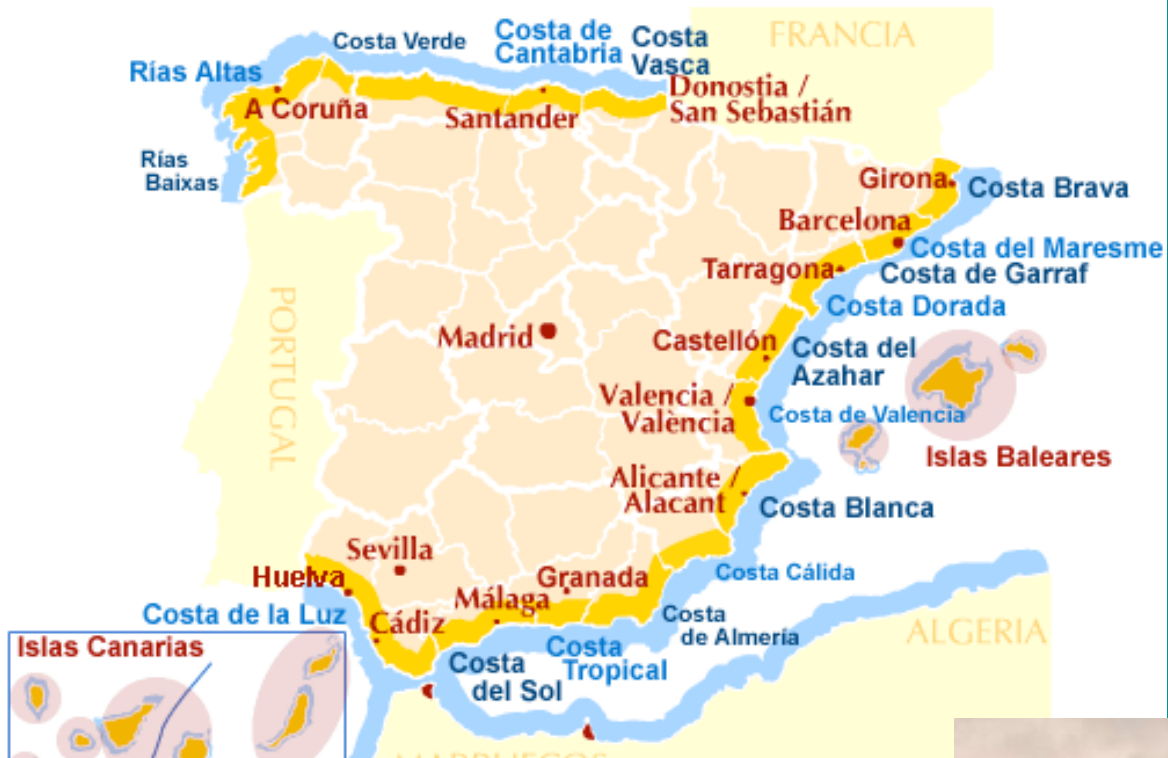 Costa Verde
Costa de
Cantabria
Costa
Vasca
FRANCIA
Rías Altas
A Coruña
Santander
Donostia /
San Sebastián
Rías
Baixas
Girona
Costa Brava
Barcelona
Costa del Maresme
Tarragona
Costa de Garraf
Costa Dorada
PORTUGAL
Madrid
Castellón
Costa del
Azahar
Valencia /
València
Costa de Valencia
Islas Baleares
Alicante /
Alacant
Costa Blanca
Sevilla
Huelva
Granada
Costa Cálida
Málaga
Costa de la Luz
Cádiz
Costa
de Almería
ALGERIA
Islas Canarias
Costa
Tropical
Costa
del Sol
MARRUECOS